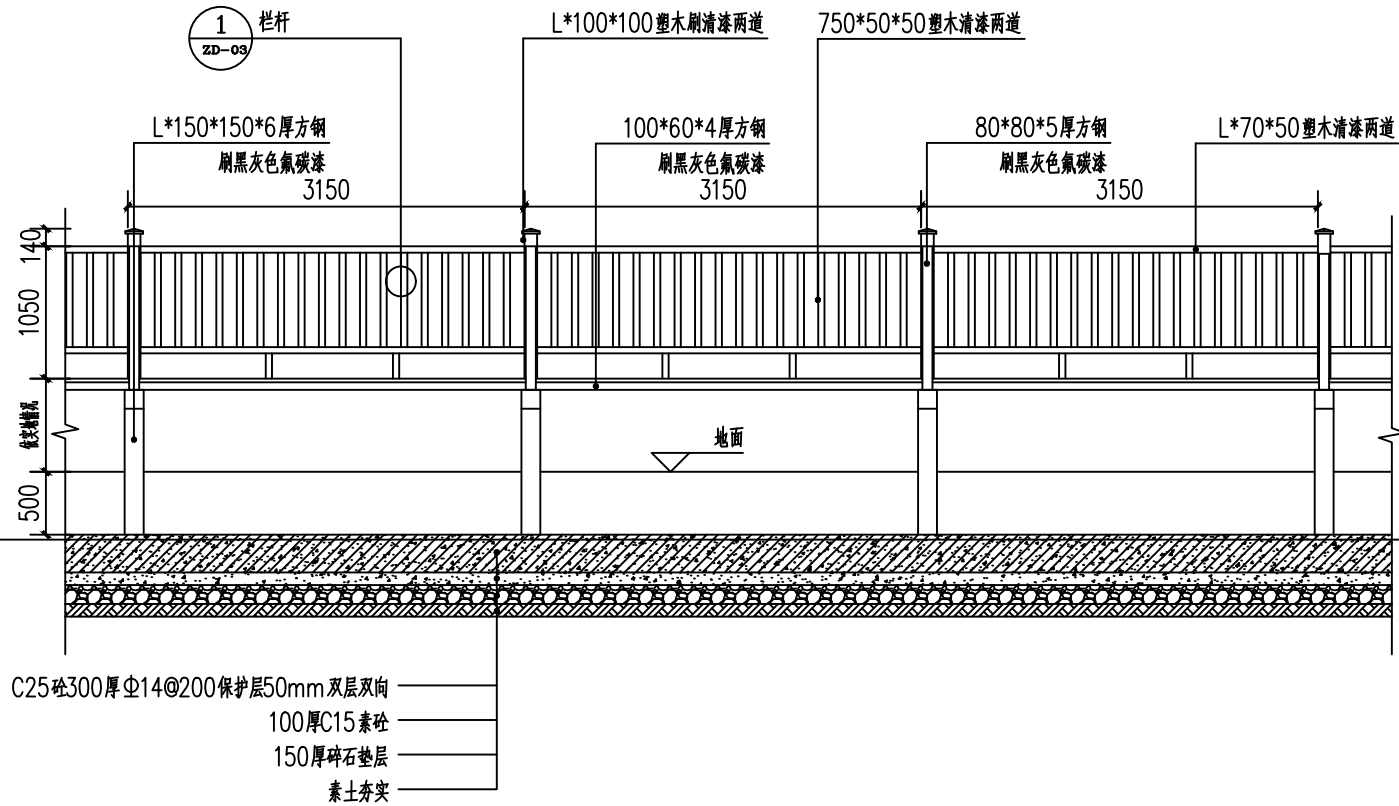 1
ZD-03
栏杆
L*100*100塑木刷清漆两道
750*50*50塑木清漆两道
L*150*150*6厚方钢
刷黑灰色氟碳漆
100*60*4厚方钢
刷黑灰色氟碳漆
80*80*5厚方钢
刷黑灰色氟碳漆
L*70*50塑木清漆两道
3150
3150
3150
140
1050
依实地情况
500
地面
C25砼300厚Φ14@200保护层50mm双层双向
100厚C15素砼
150厚碎石垫层
素土夯实